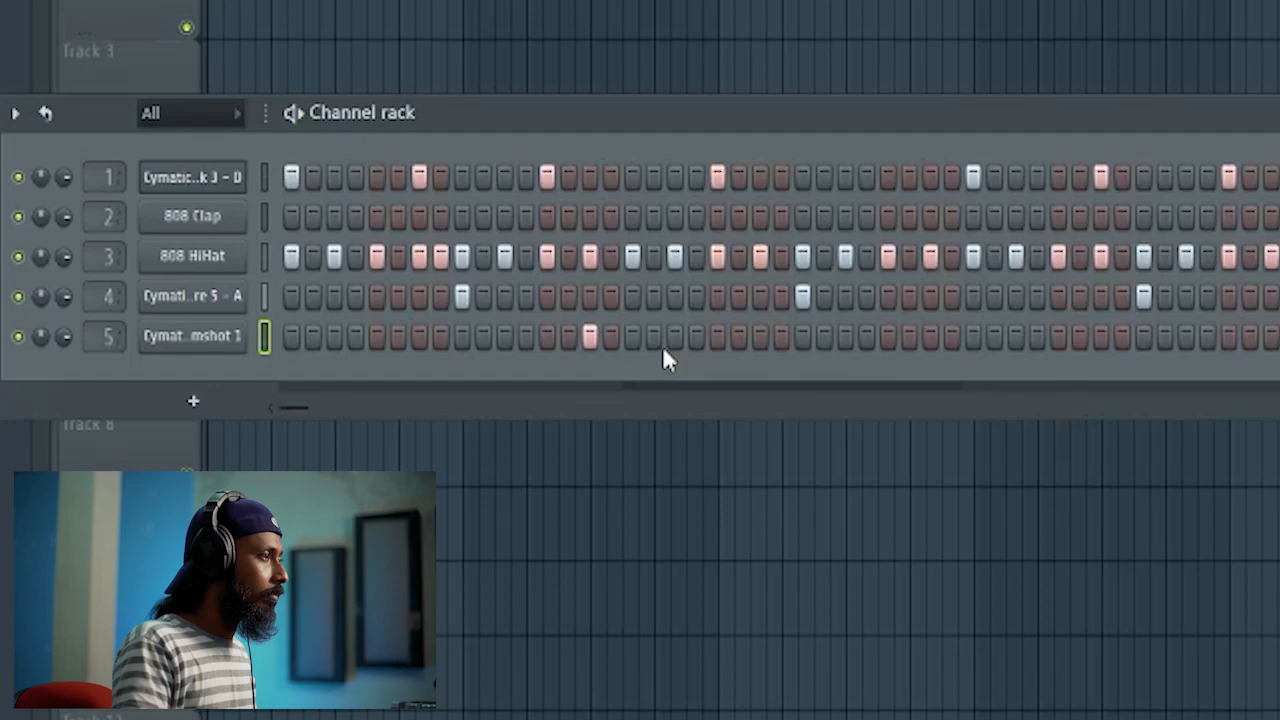 Track 3
All
Channel rack
1 Cymatic..k 3 - D
2 808 Clap
3 808 HiHat
4 Cymati..re 5 - A
5 Cymat..mshot 1
Track 8